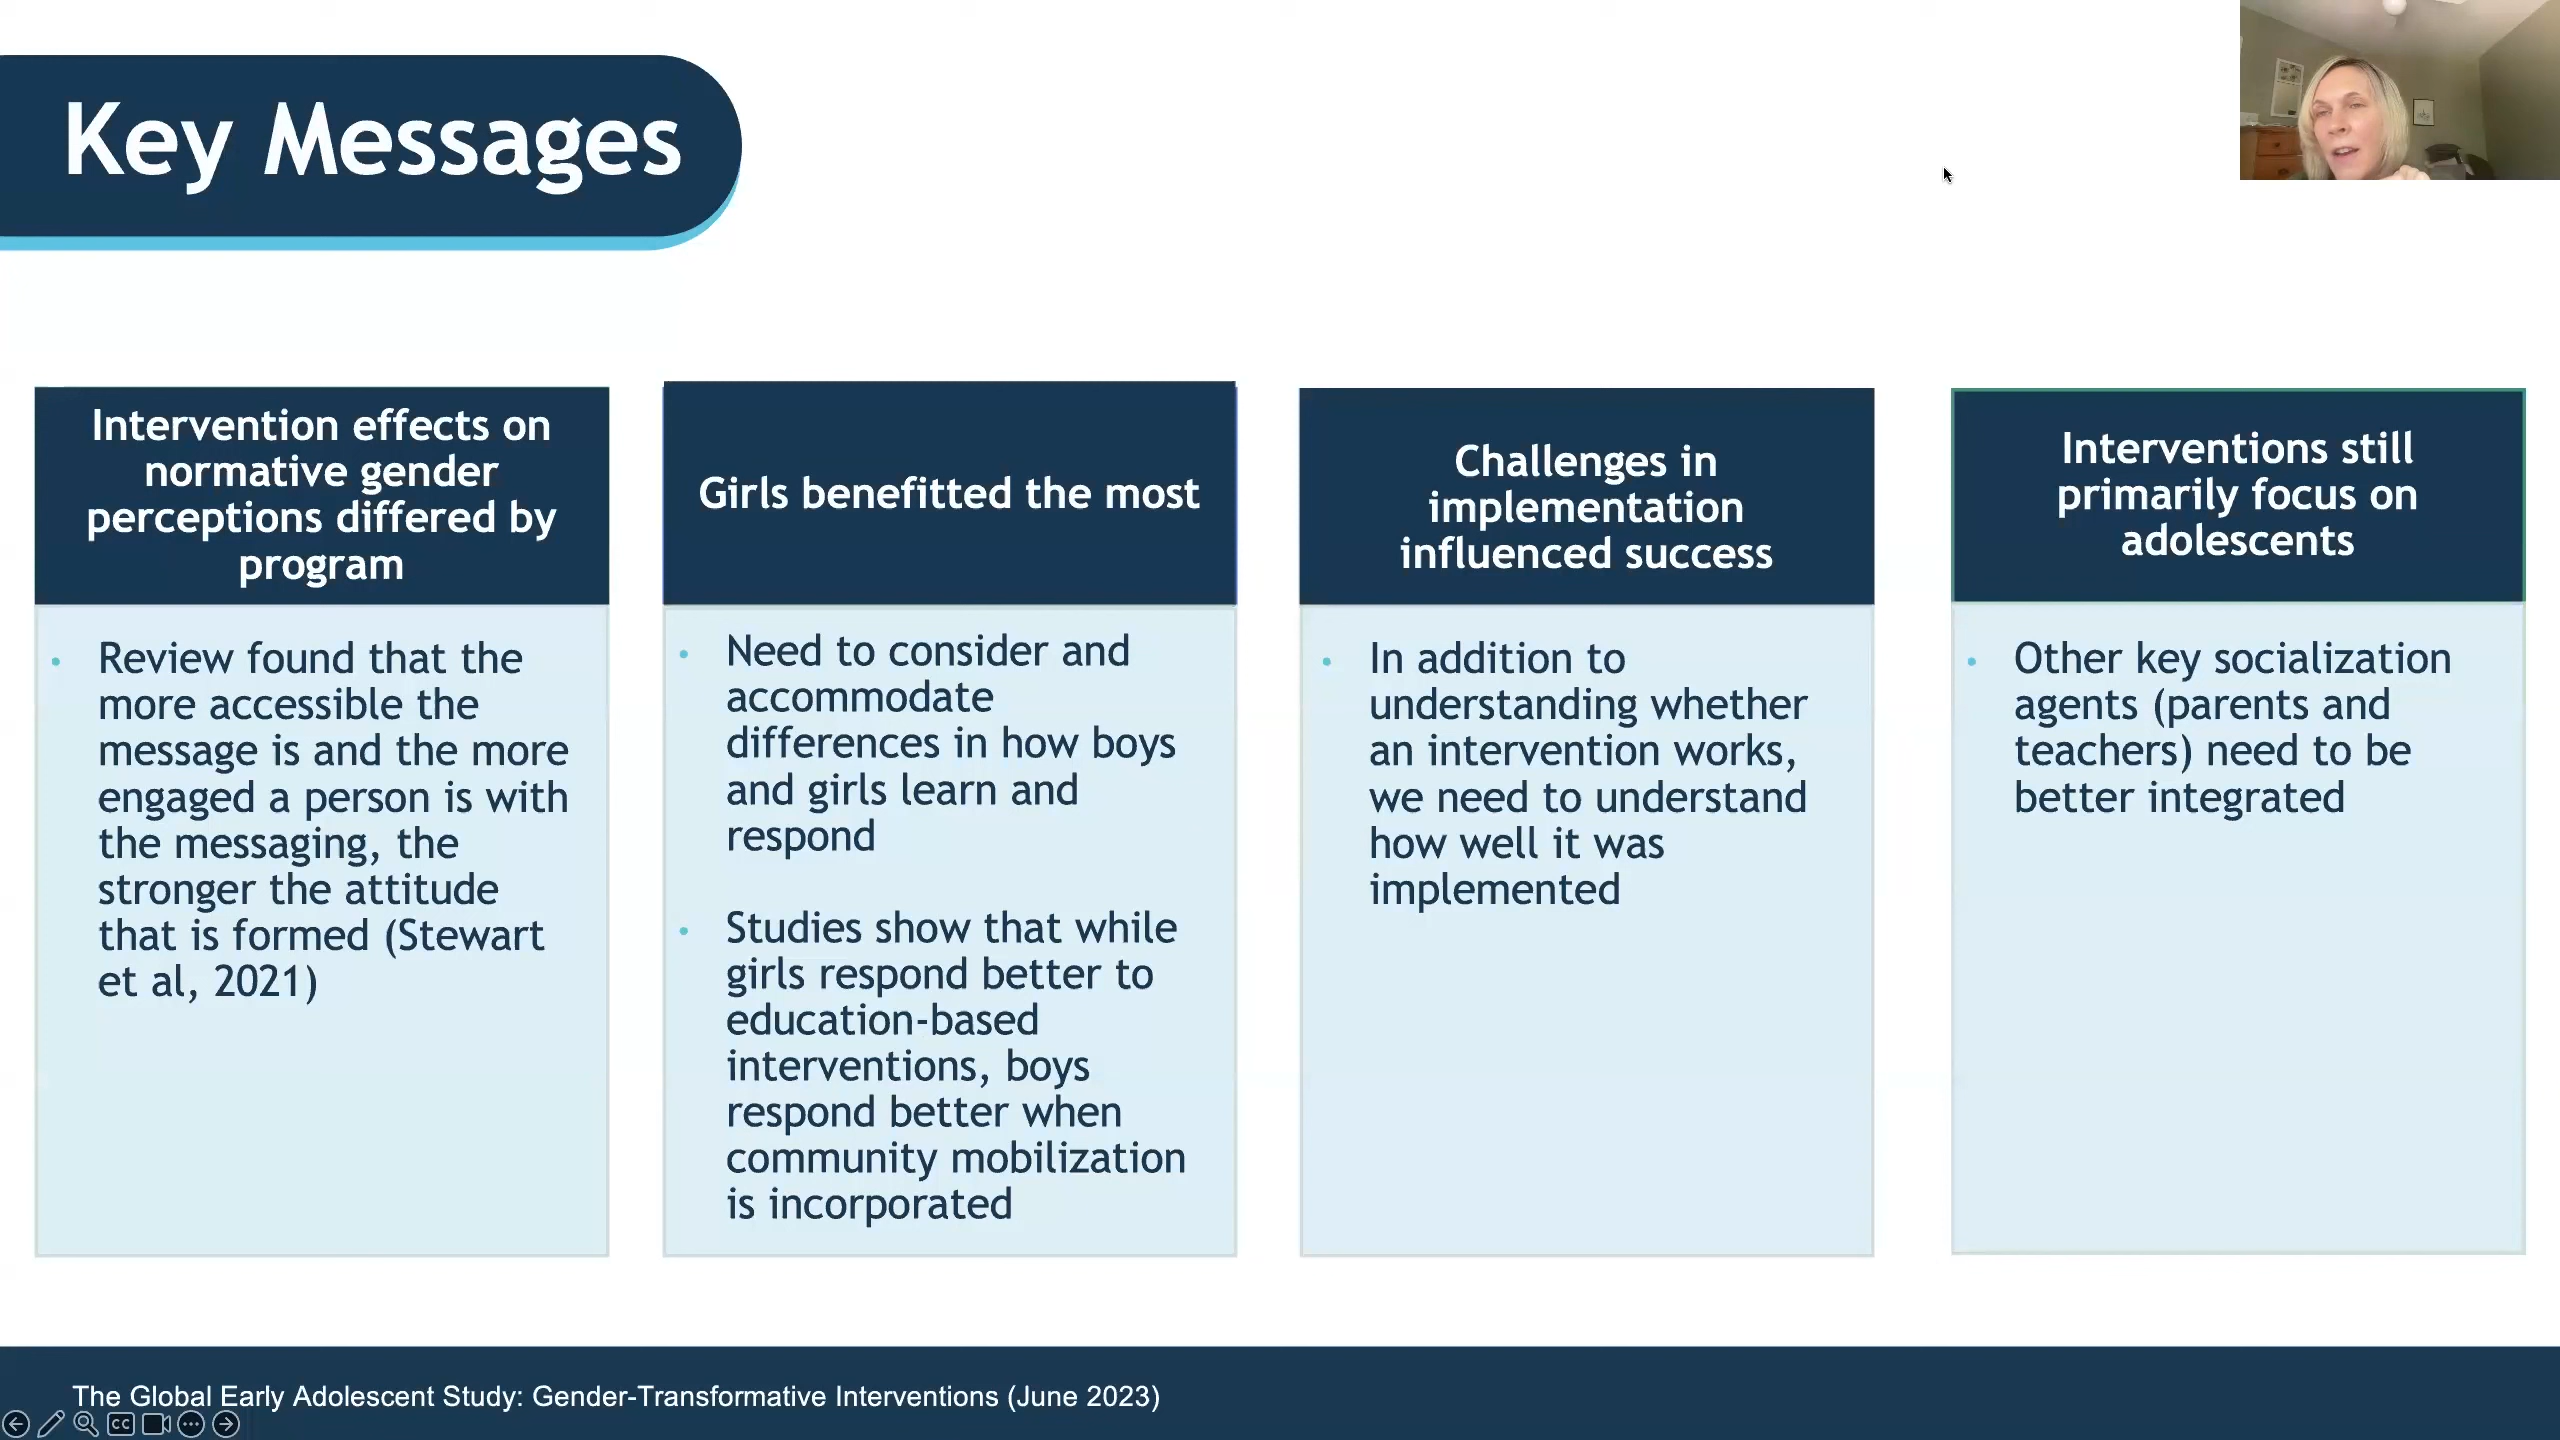 Key Messages
Intervention effects on
normative gender
perceptions differed by
program
• Review found that the
more accessible the
message is and the more
engaged a person is with
the messaging, the
stronger the attitude
that is formed (Stewart
et al, 2021)
Girls benefitted the most
• Need to consider and
accommodate
differences in how boys
and girls learn and
respond
• Studies show that while
girls respond better to
education-based
interventions, boys
respond better when
community mobilization
is incorporated
Challenges in
implementation
influenced success
• In addition to
understanding whether
an intervention works,
we need to understand
how well it was
implemented
Interventions still
primarily focus on
adolescents
• Other key socialization
agents (parents and
teachers) need to be
better integrated
The Global Early Adolescent Study: Gender-Transformative Interventions (June 2023)
CC